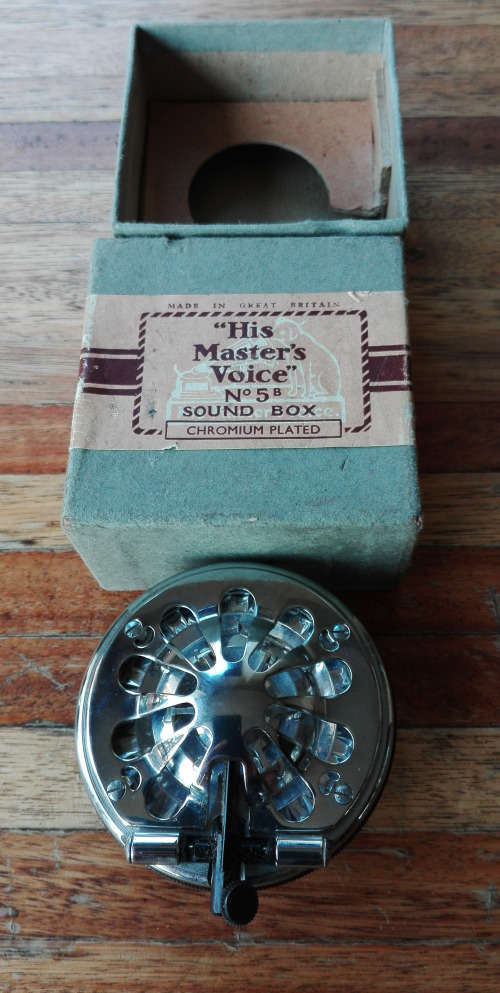 MADE IN GREAT BRITAIN
"His
Master's
Voice"
No 5B
SOUND BOX
CHROMIUM PLATED